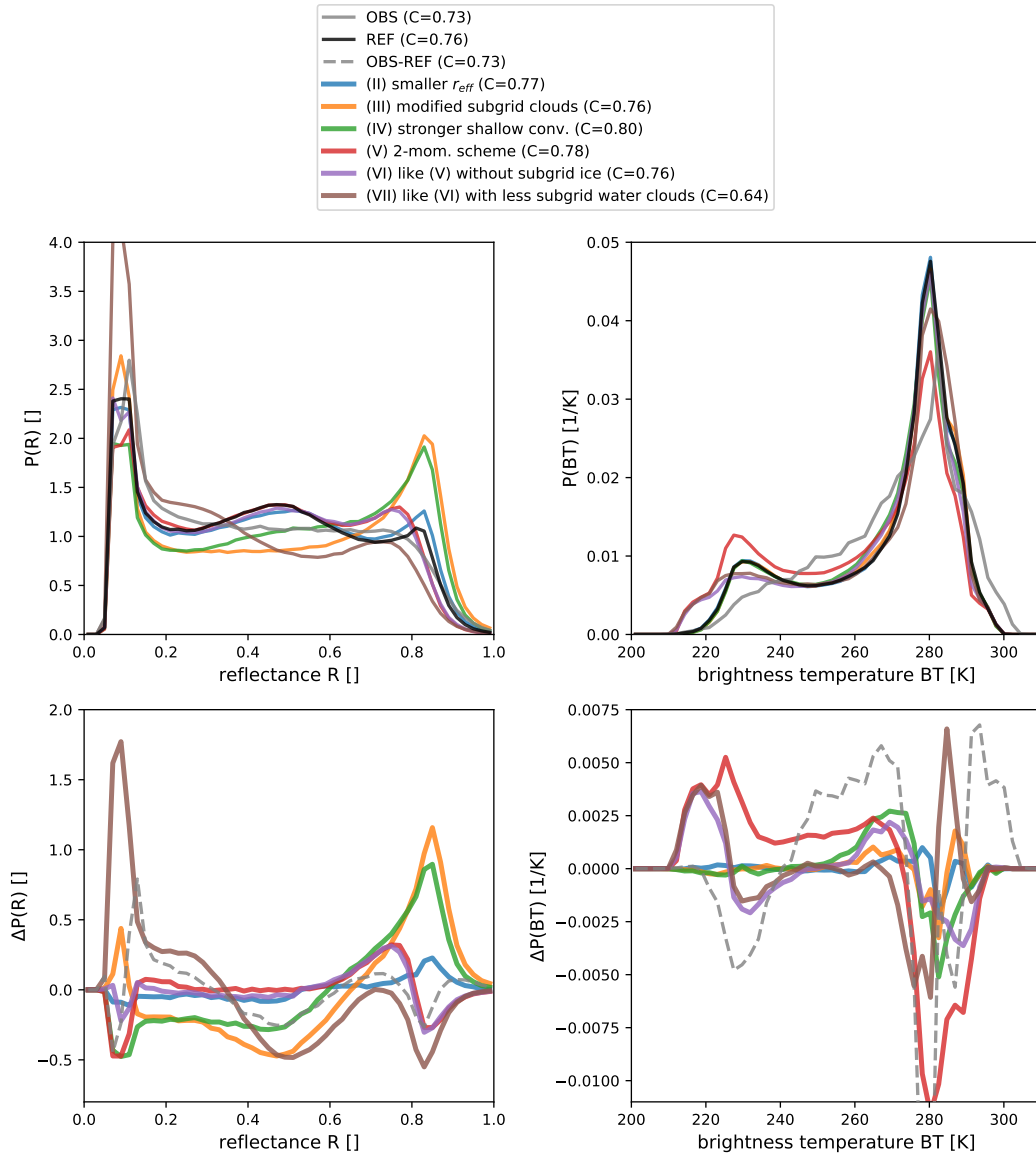 OBS (C=0.73)
REF (C=0.76)
OBS-REF (C=0.73)
(II) smaller r_eff (C=0.77)
(III) modified subgrid clouds (C=0.76)
(IV) stronger shallow conv. (C=0.80)
(V) 2-mom. scheme (C=0.78)
(VI) like (V) without subgrid ice (C=0.76)
(VII) like (VI) with less subgrid water clouds (C=0.64)
4.0
3.5
3.0
2.5
2.0
1.5
1.0
0.5
0.0
P(R) []
0.0 0.2 0.4 0.6 0.8 1.0
reflectance R []
0.05
0.04
0.03
0.02
0.01
0.00
P(BT) [1/K]
200 220 240 260 280 300
brightness temperature BT [K]
2.0
1.5
1.0
0.5
0.0
−0.5
ΔP(R) []
0.0 0.2 0.4 0.6 0.8 1.0
reflectance R []
0.0075
0.0050
0.0025
0.0000
−0.0025
−0.0050
−0.0075
−0.0100
ΔP(BT) [1/K]
200 220 240 260 280 300
brightness temperature BT [K]